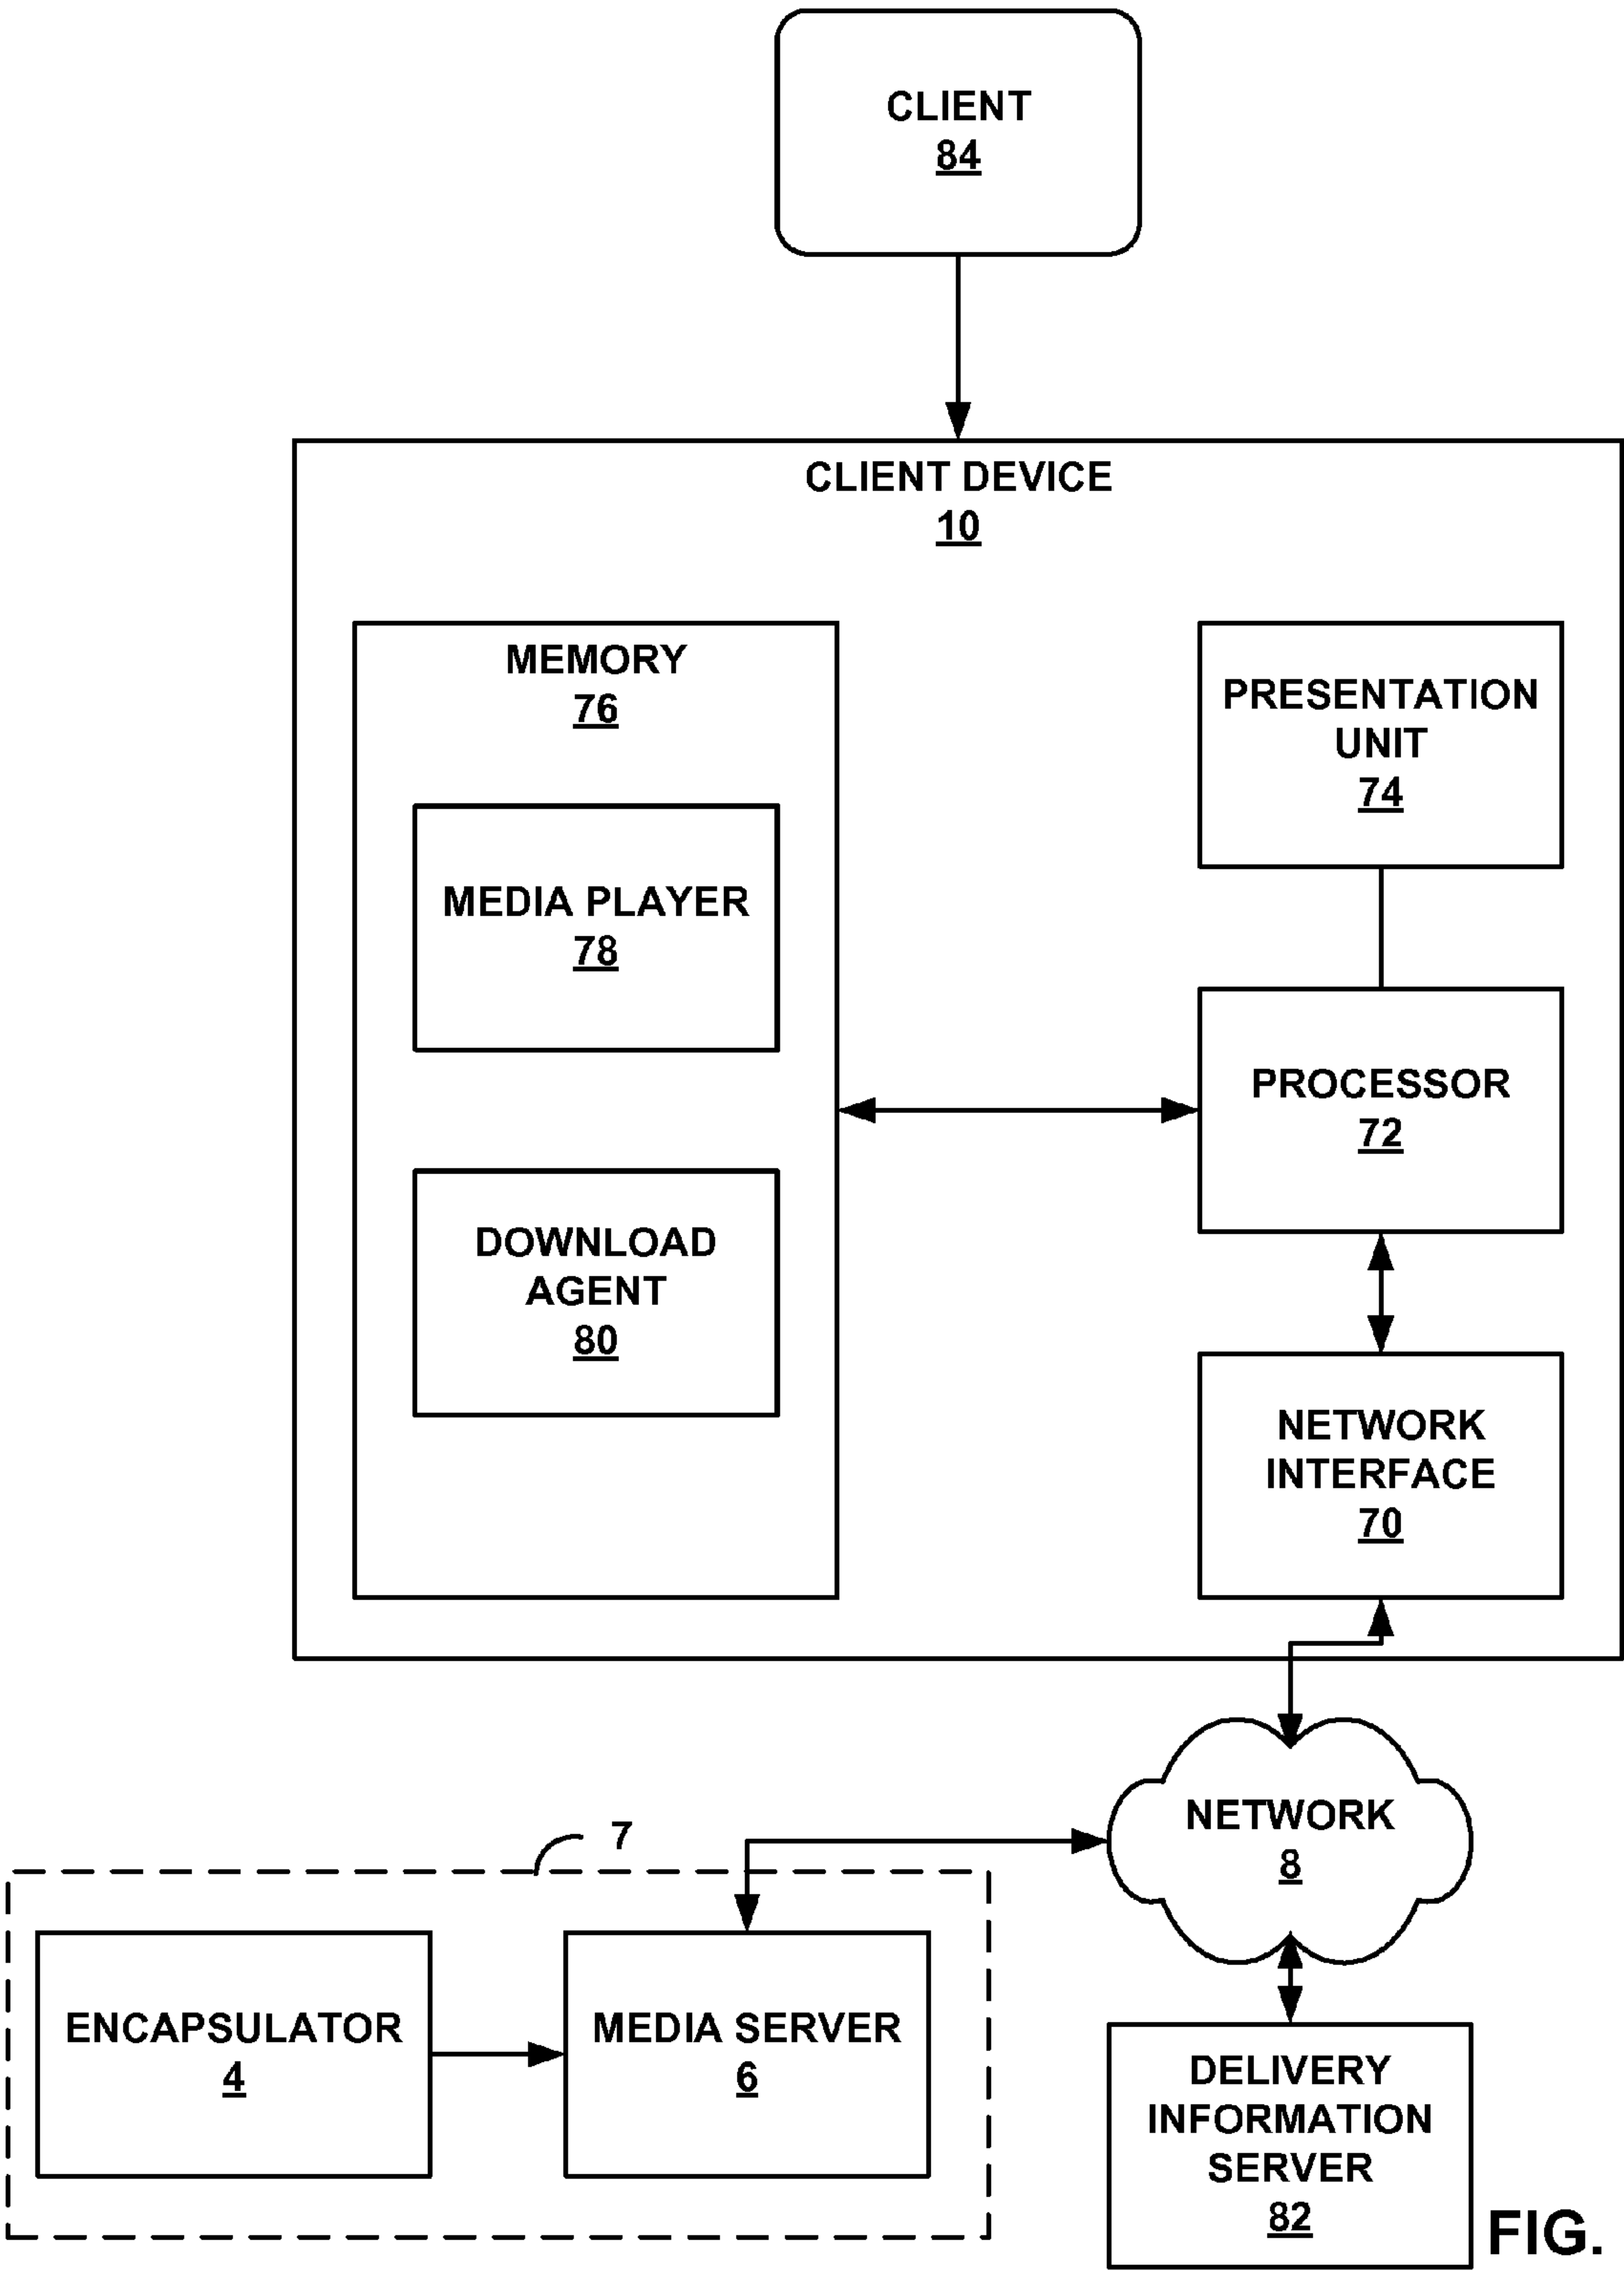 CLIENT
84
CLIENT DEVICE
10
MEMORY
76
MEDIA PLAYER
78
DOWNLOAD
AGENT
80
PRESENTATION
UNIT
74
PROCESSOR
72
NETWORK
INTERFACE
70
NETWORK
8
7
ENCAPSULATOR
4
MEDIA SERVER
6
DELIVERY
INFORMATION
SERVER
82
FIG.